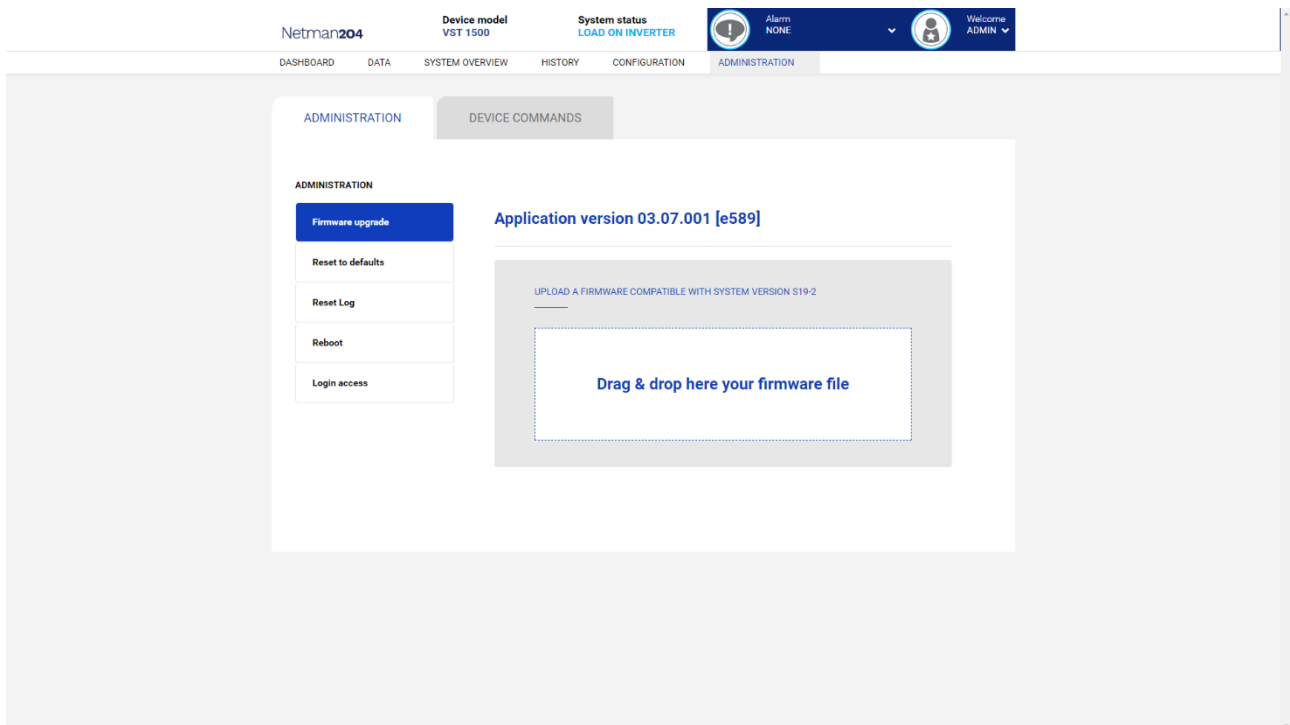 Netman204
Device model
VST 1500
System status
LOAD ON INVERTER
Alarm
NONE
Welcome
ADMIN
DASHBOARD DATA SYSTEM OVERVIEW HISTORY CONFIGURATION ADMINISTRATION
ADMINISTRATION DEVICE COMMANDS
ADMINISTRATION
Firmware upgrade
Reset to defaults
Reset Log
Reboot
Login access
Application version 03.07.001 [e589]
UPLOAD A FIRMWARE COMPATIBLE WITH SYSTEM VERSION S19-2
Drag & drop here your firmware file